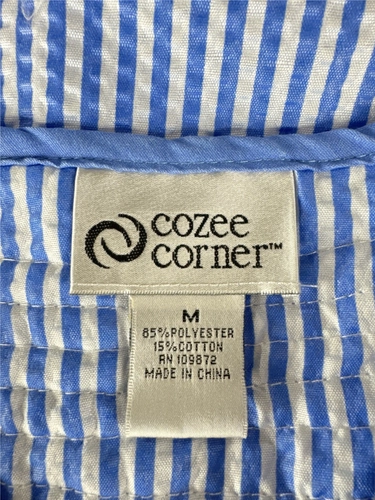 cozee
corner™
M
85%POLYESTER
15%COTTON
RN 109872
MADE IN CHINA